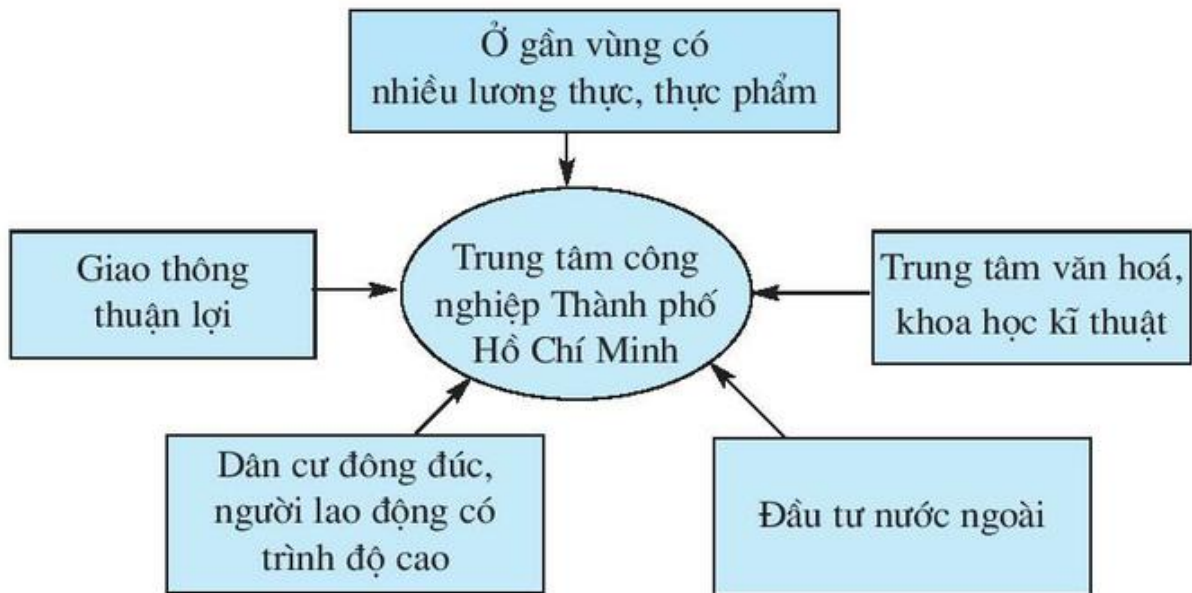 Ở gần vùng có
nhiều lương thực, thực phẩm
Giao thông
thuận lợi
Trung tâm công
nghiệp Thành phố
Hồ Chí Minh
Trung tâm văn hoá,
khoa học kĩ thuật
Dân cư đông đúc,
người lao động có
trình độ cao
Đầu tư nước ngoài